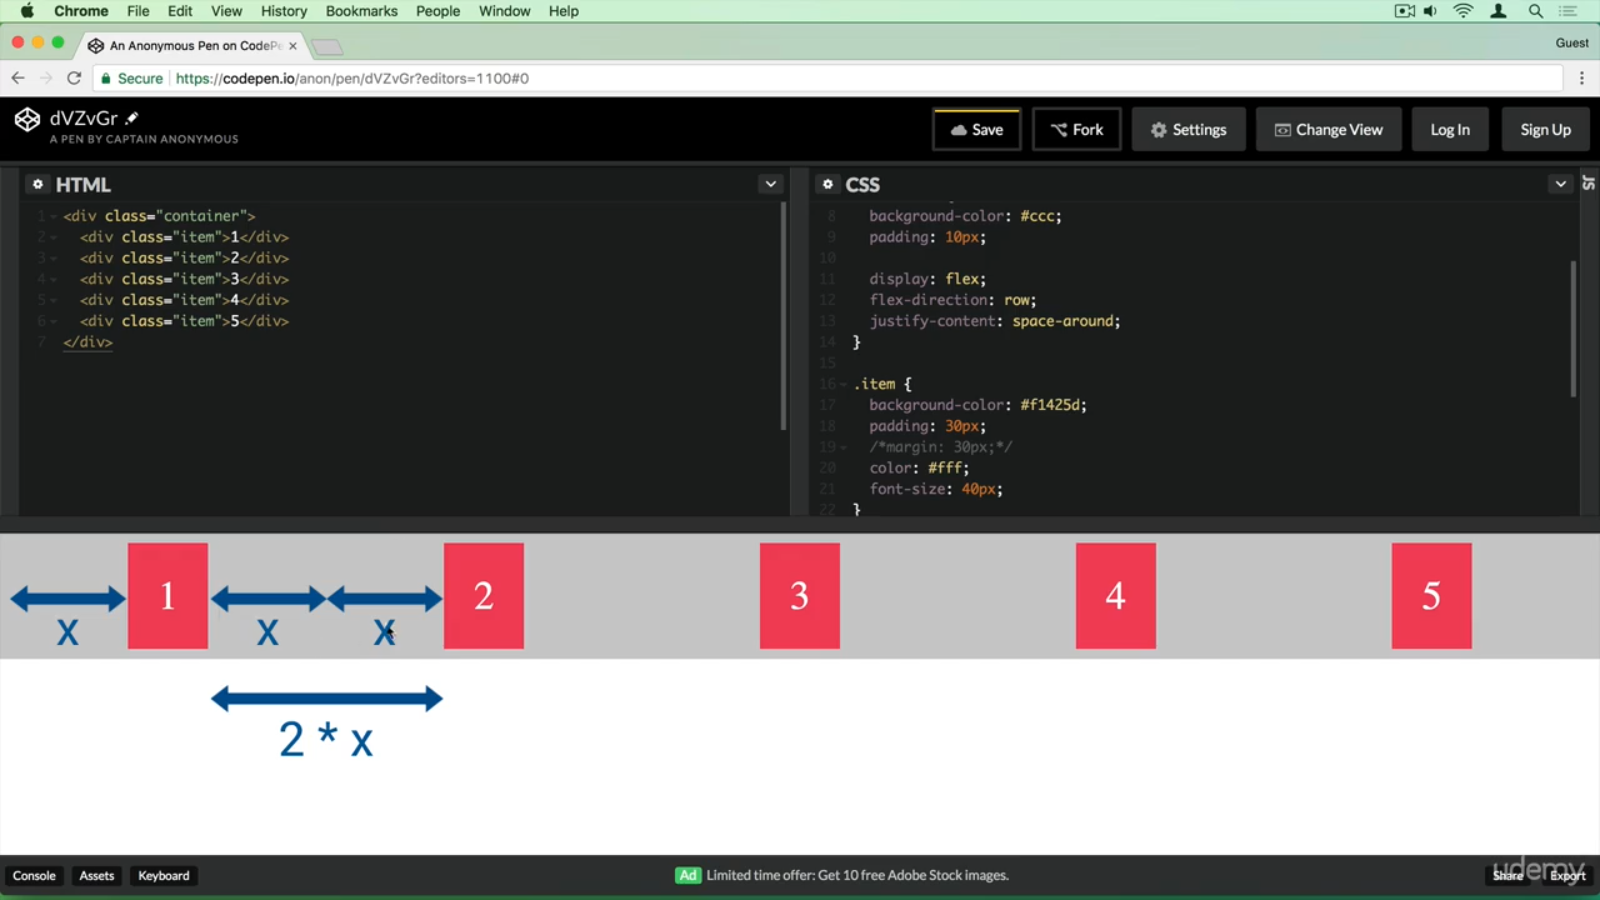 Chrome File Edit View History Bookmarks People Window Help
An Anonymous Pen on CodePe
Guest
Secure https://codepen.io/anon/pen/dVZvGr?editors=1100#0
dVZvGr
A PEN BY CAPTAIN ANONYMOUS
Save Fork Settings Change View Log In Sign Up
HTML
1 <div class="container">
2 <div class="item">1</div>
3 <div class="item">2</div>
4 <div class="item">3</div>
5 <div class="item">4</div>
6 <div class="item">5</div>
7 </div>
CSS
JS
8 background-color: #ccc;
9 padding: 10px;
10
11 display: flex;
12 flex-direction: row;
13 justify-content: space-around;
14 }
15
16 .item {
17 background-color: #f1425d;
18 padding: 30px;
19 /*margin: 30px;*/
20 color: #fff;
21 font-size: 40px;
22 }
1 2 3 4 5
x x x
2 * x
Console Assets Keyboard
Ad Limited time offer: Get 10 free Adobe Stock images.
Share Export
udemy